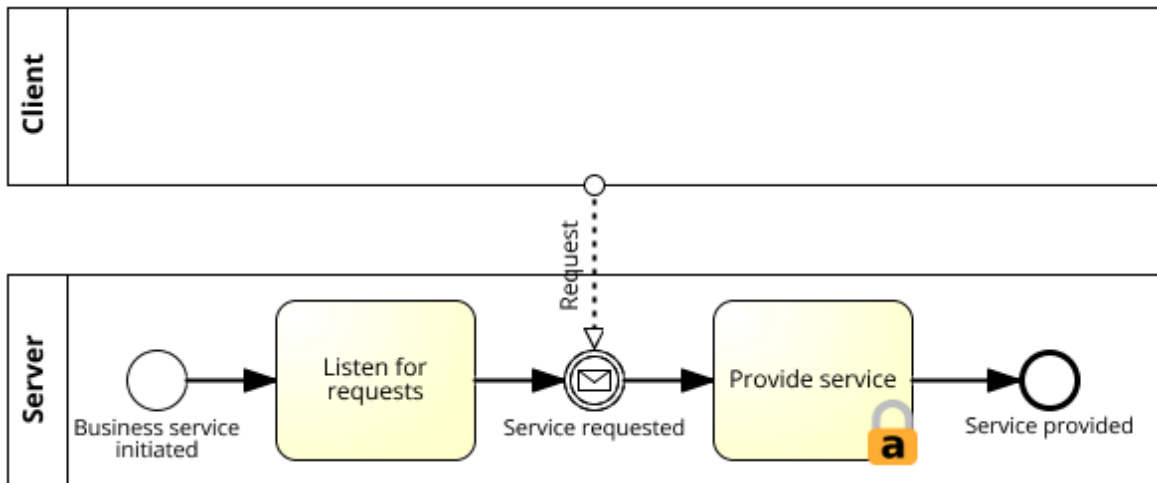 Client
Request
Server
Business service
initiated
Listen for
requests
Service requested
Provide service
a
Service provided